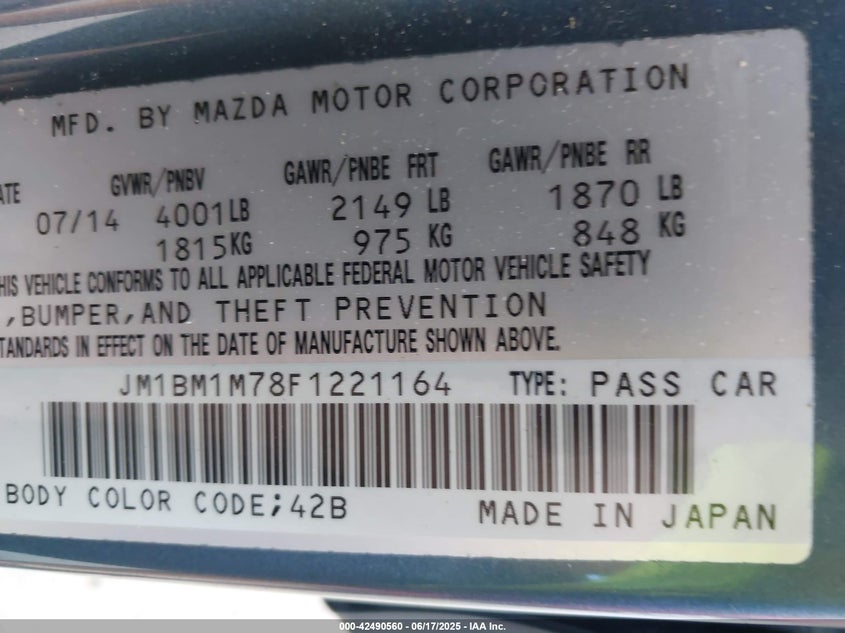 MFD. BY MAZDA MOTOR CORPORATION
ATE GVWR/PNBV GAWR/PNBE FRT GAWR/PNBE RR
07/14 4001LB 2149 LB 1870 LB
1815KG 975 KG 848 KG
HIS VEHICLE CONFORMS TO ALL APPLICABLE FEDERAL MOTOR VEHICLE SAFETY
,BUMPER,AND THEFT PREVENTION
TANDARDS IN EFFECT ON THE DATE OF MANUFACTURE SHOWN ABOVE.
JM1BM1M78F1221164 TYPE: PASS CAR
BODY COLOR CODE;42B MADE IN JAPAN
000-42490560 - 06/17/2025 - IAA Inc.